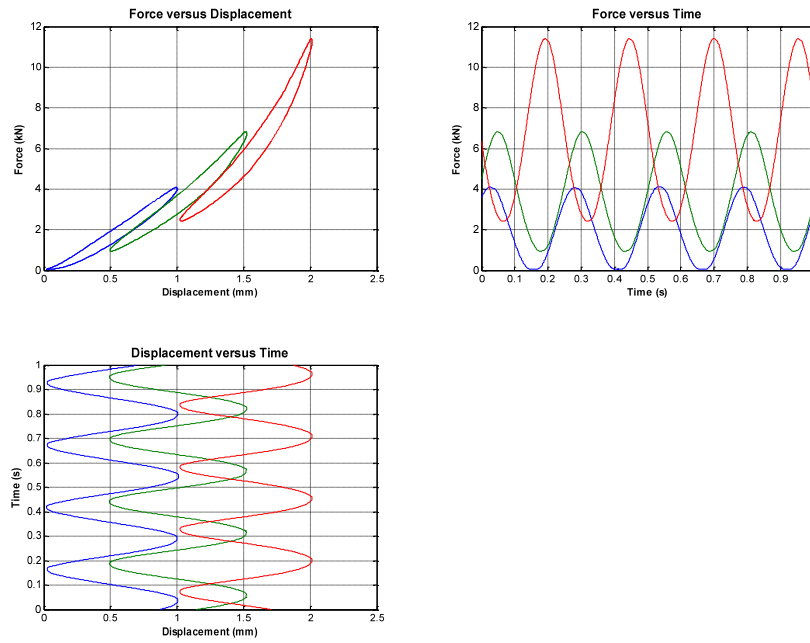 Force versus Displacement
12
10
8
6
4
2
0
Force (kN)
0 0.5 1 1.5 2 2.5
Displacement (mm)
Force versus Time
12
10
8
6
4
2
0
Force (kN)
0 0.1 0.2 0.3 0.4 0.5 0.6 0.7 0.8 0.9
Time (s)
Displacement versus Time
1
0.9
0.8
0.7
0.6
0.5
0.4
0.3
0.2
0.1
0
Time (s)
0 0.5 1 1.5 2 2.5
Displacement (mm)